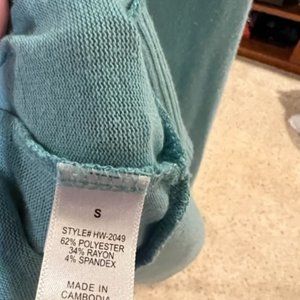 S
STYLE# HW-2049
62% POLYESTER
34% RAYON
4% SPANDEX
MADE IN
CAMBODIA